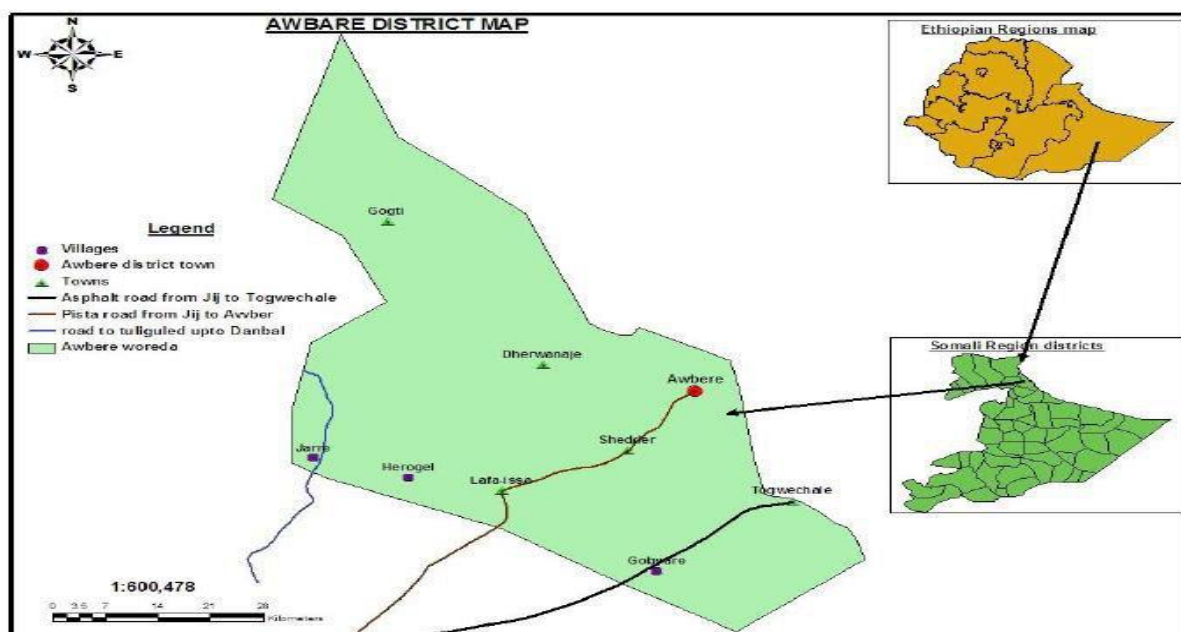 AWBARE DISTRICT MAP
N
W E
S
Ethiopian Regions map
Gogti
Legend
Villages
Awbere district town
Towns
Asphalt road from Jij to Togwechale
Pista road from Jij to Awber
road to tuliguled upto Danbal
Awbere woreda
Dherwanaje
Awbere
Somali Region districts
Shedder
Jarre
Herogel
Lafa-issa
Togwechale
Gobyare
1:600,478
0 3.5 7 14 21 28
Kilometers